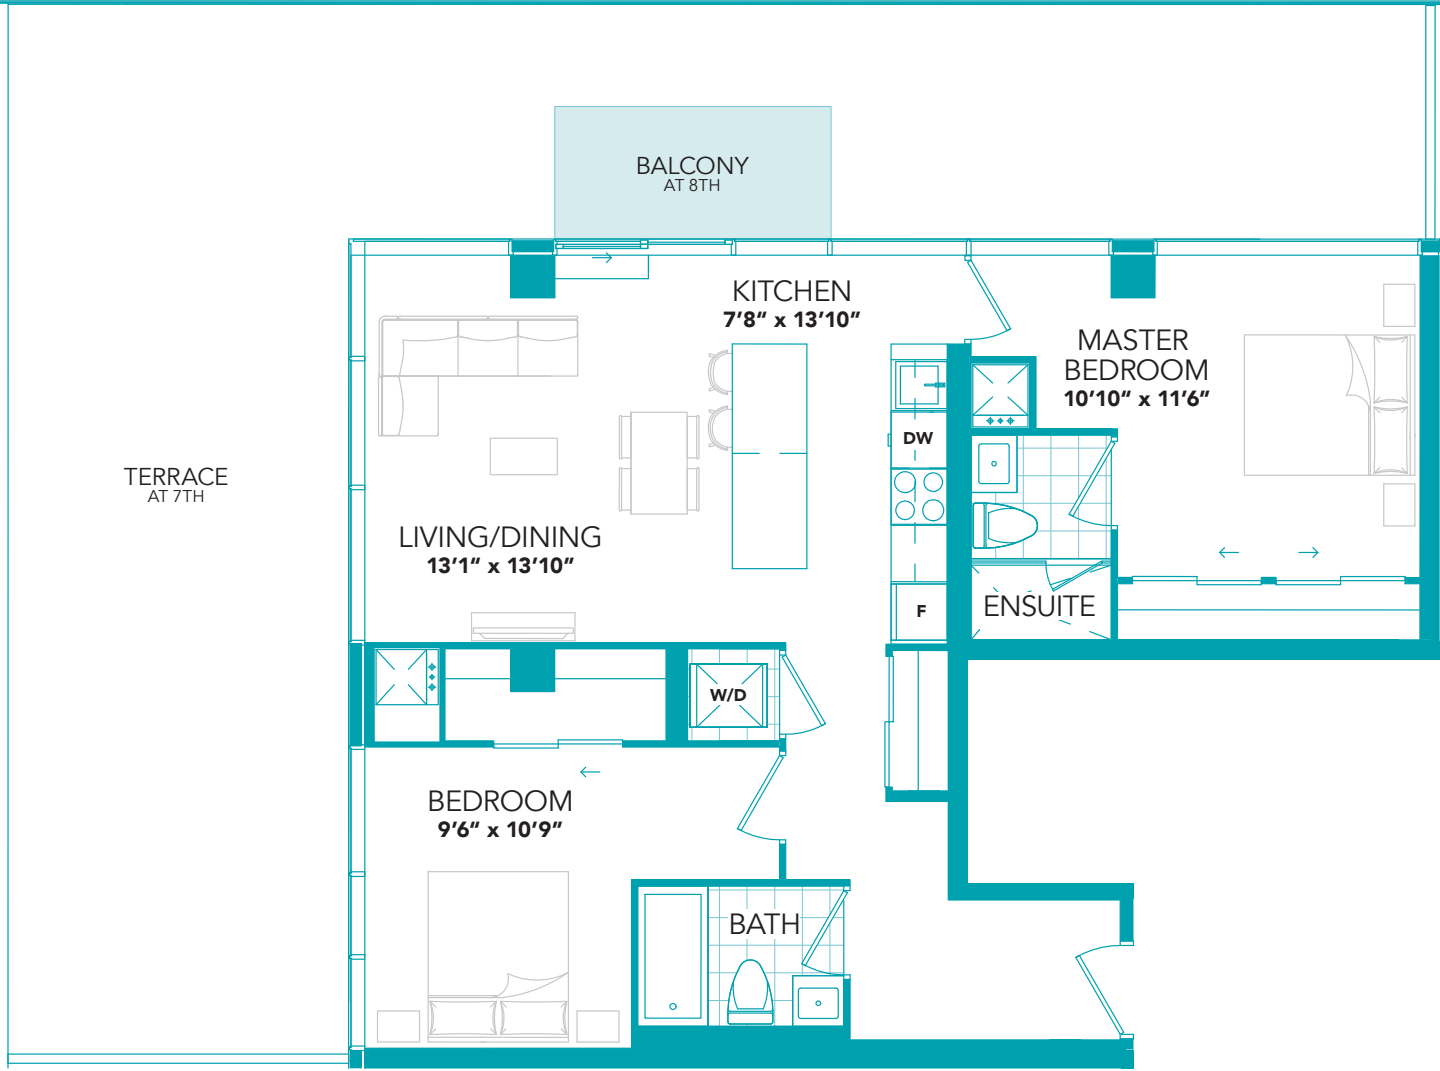 BALCONY
AT 8TH
KITCHEN
7’8” x 13’10”
MASTER
BEDROOM
10’10” x 11’6”
TERRACE
AT 7TH
DW
LIVING/DINING
13’1” x 13’10”
F
ENSUITE
W/D
BEDROOM
9’6” x 10’9”
BATH